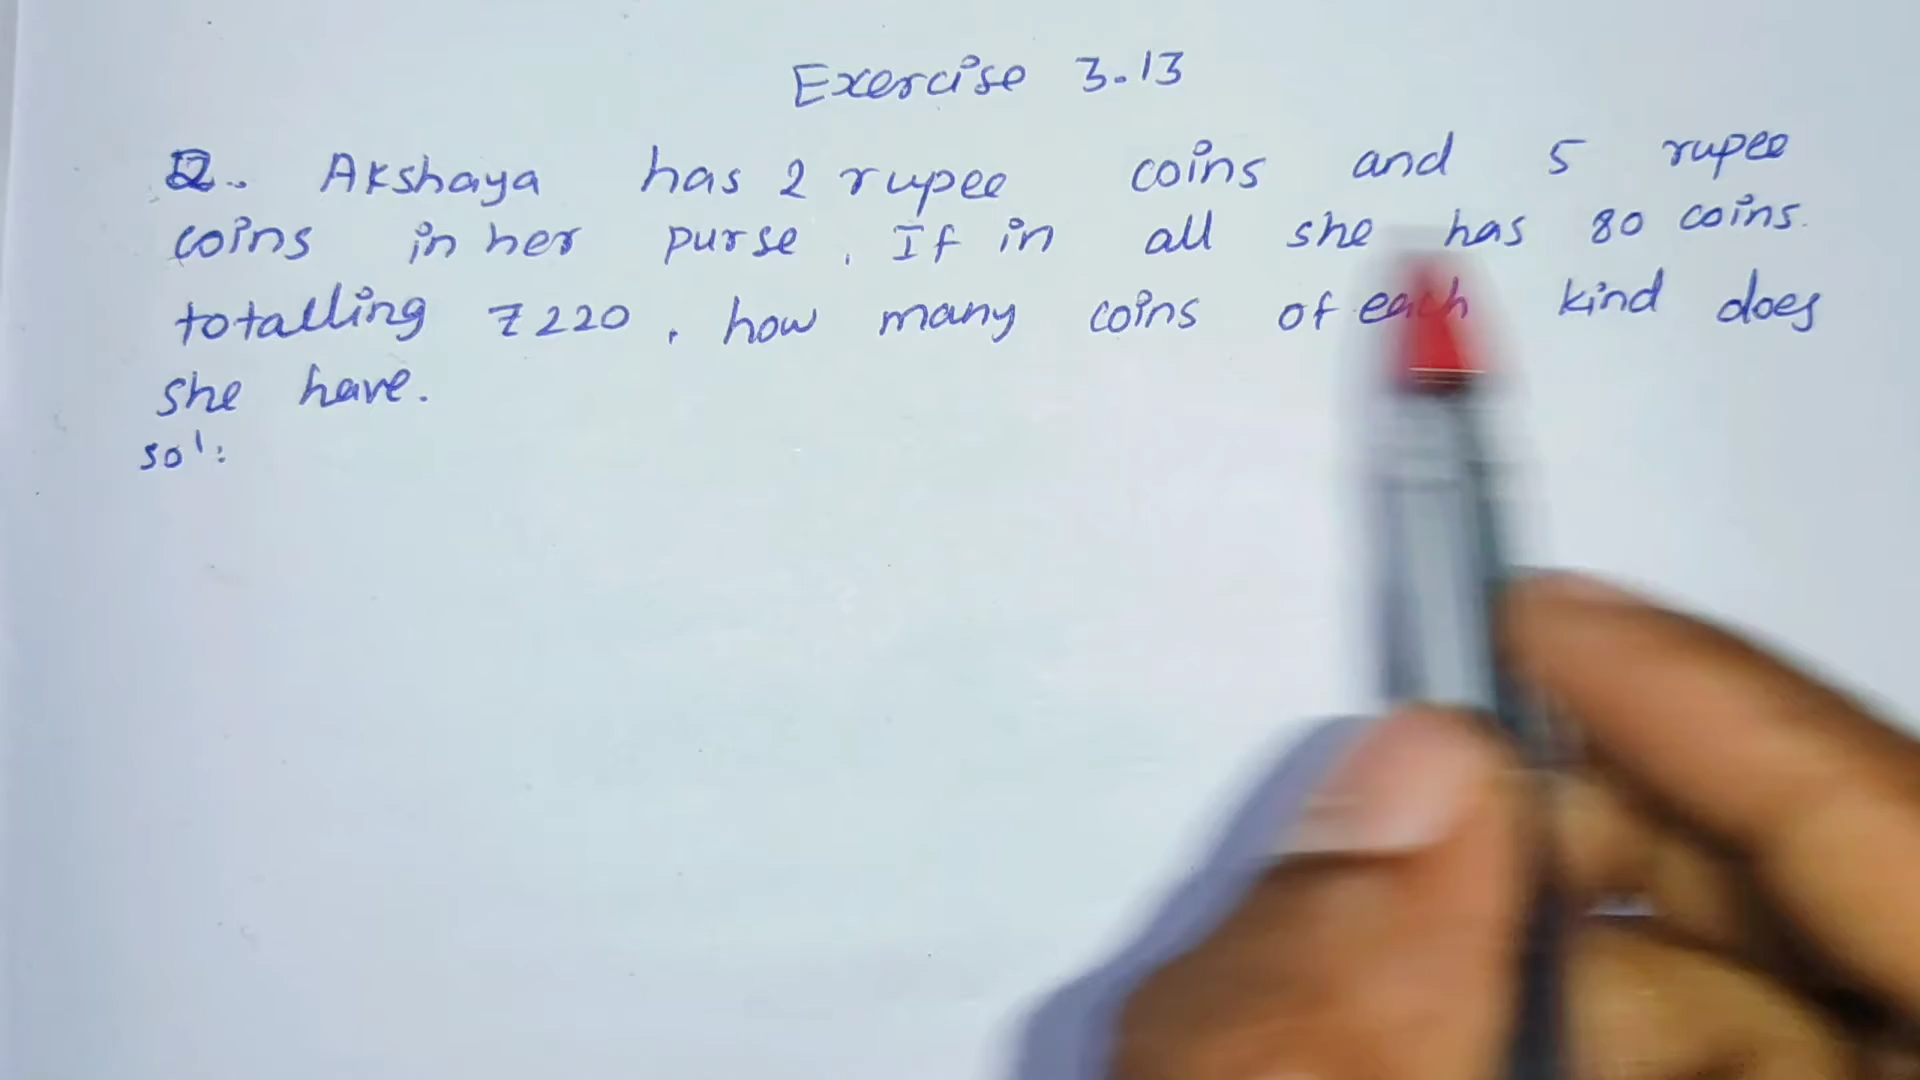 Exercise 3.13
Q. Akshaya has 2 rupee coins and 5 rupee
coins in her purse. If in all she has 80 coins.
totalling ₹220, how many coins of each kind does
she have.
sol: